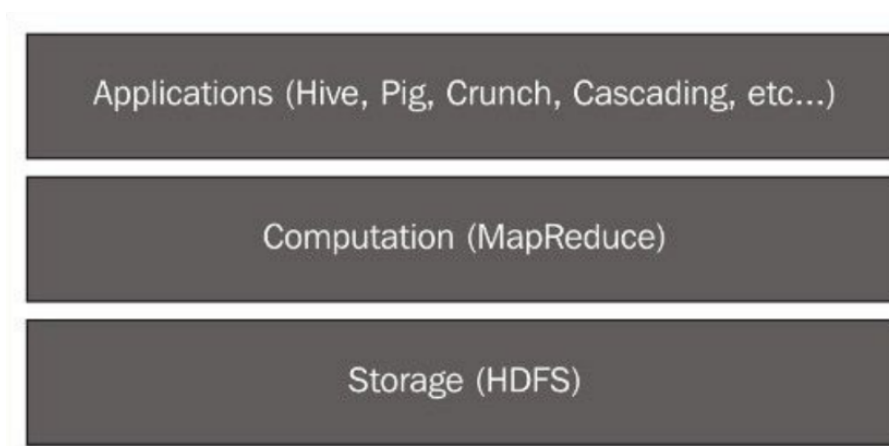 Applications (Hive, Pig, Crunch, Cascading, etc...)
Computation (MapReduce)
Storage (HDFS)